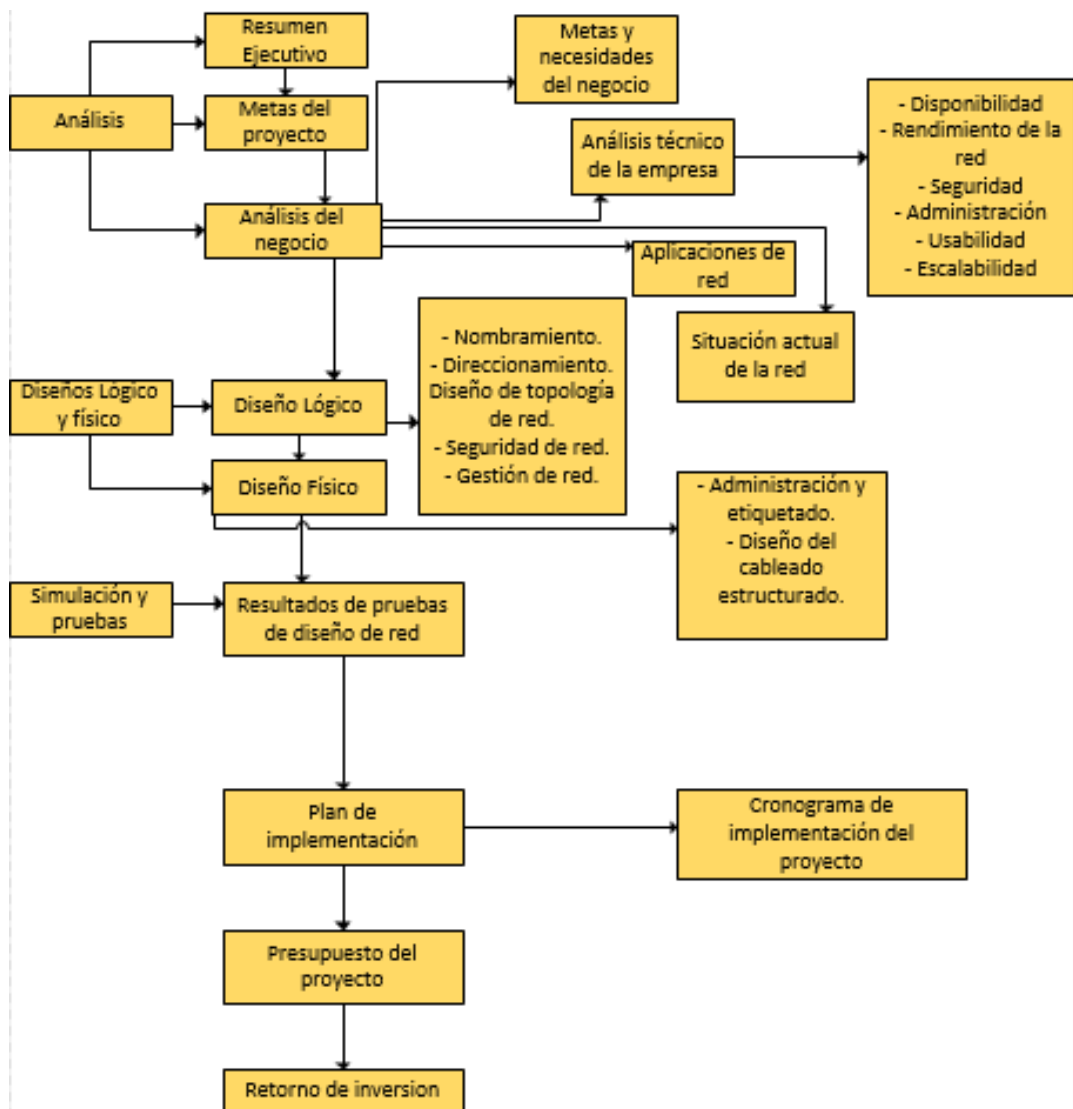 Resumen
Ejecutivo
Metas y
necesidades
del negocio
Análisis
Metas del
proyecto
Análisis técnico
de la empresa
- Disponibilidad
- Rendimiento de la
red
- Seguridad
- Administración
- Usabilidad
- Escalabilidad
Análisis del
negocio
Aplicaciones de
red
Situación actual
de la red
- Nombramiento.
- Direccionamiento.
Diseño de topología
de red.
- Seguridad de red.
- Gestión de red.
Diseños Lógico
y físico
Diseño Lógico
Diseño Físico
- Administración y
etiquetado.
- Diseño del
cableado
estructurado.
Simulación y
pruebas
Resultados de pruebas
de diseño de red
Plan de
implementación
Cronograma de
implementación del
proyecto
Presupuesto del
proyecto
Retorno de inversion